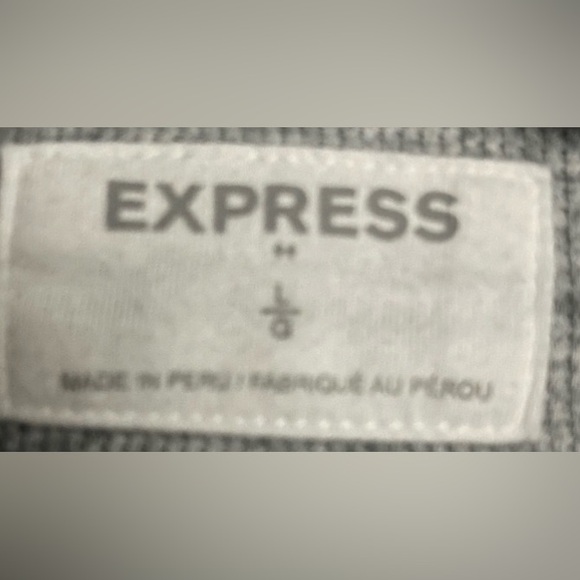 EXPRESS
L
G
MADE IN PERU / FABRIQUÉ AU PÉROU